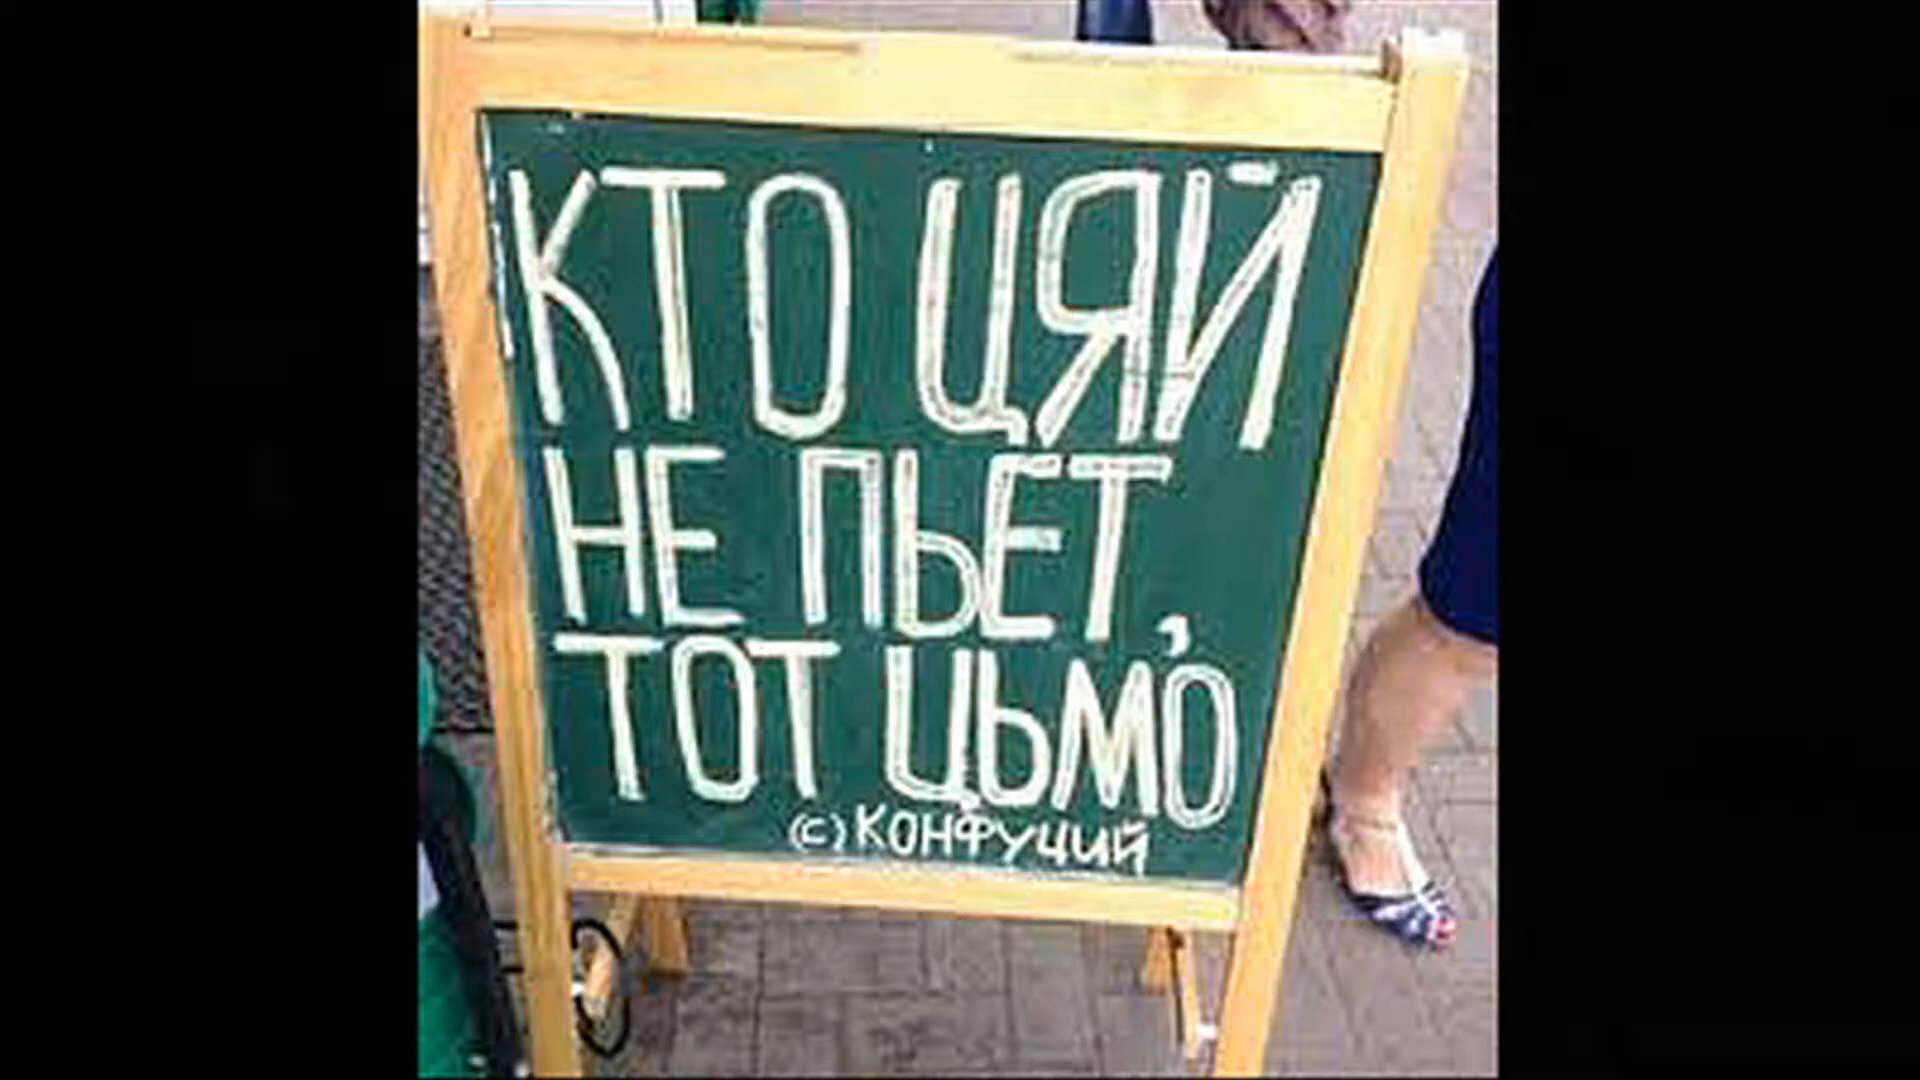 КТО ЦЯЙ
НЕ ПЬЕТ,
ТОТ ЦЬМО
(с) КОНФУЦИЙ